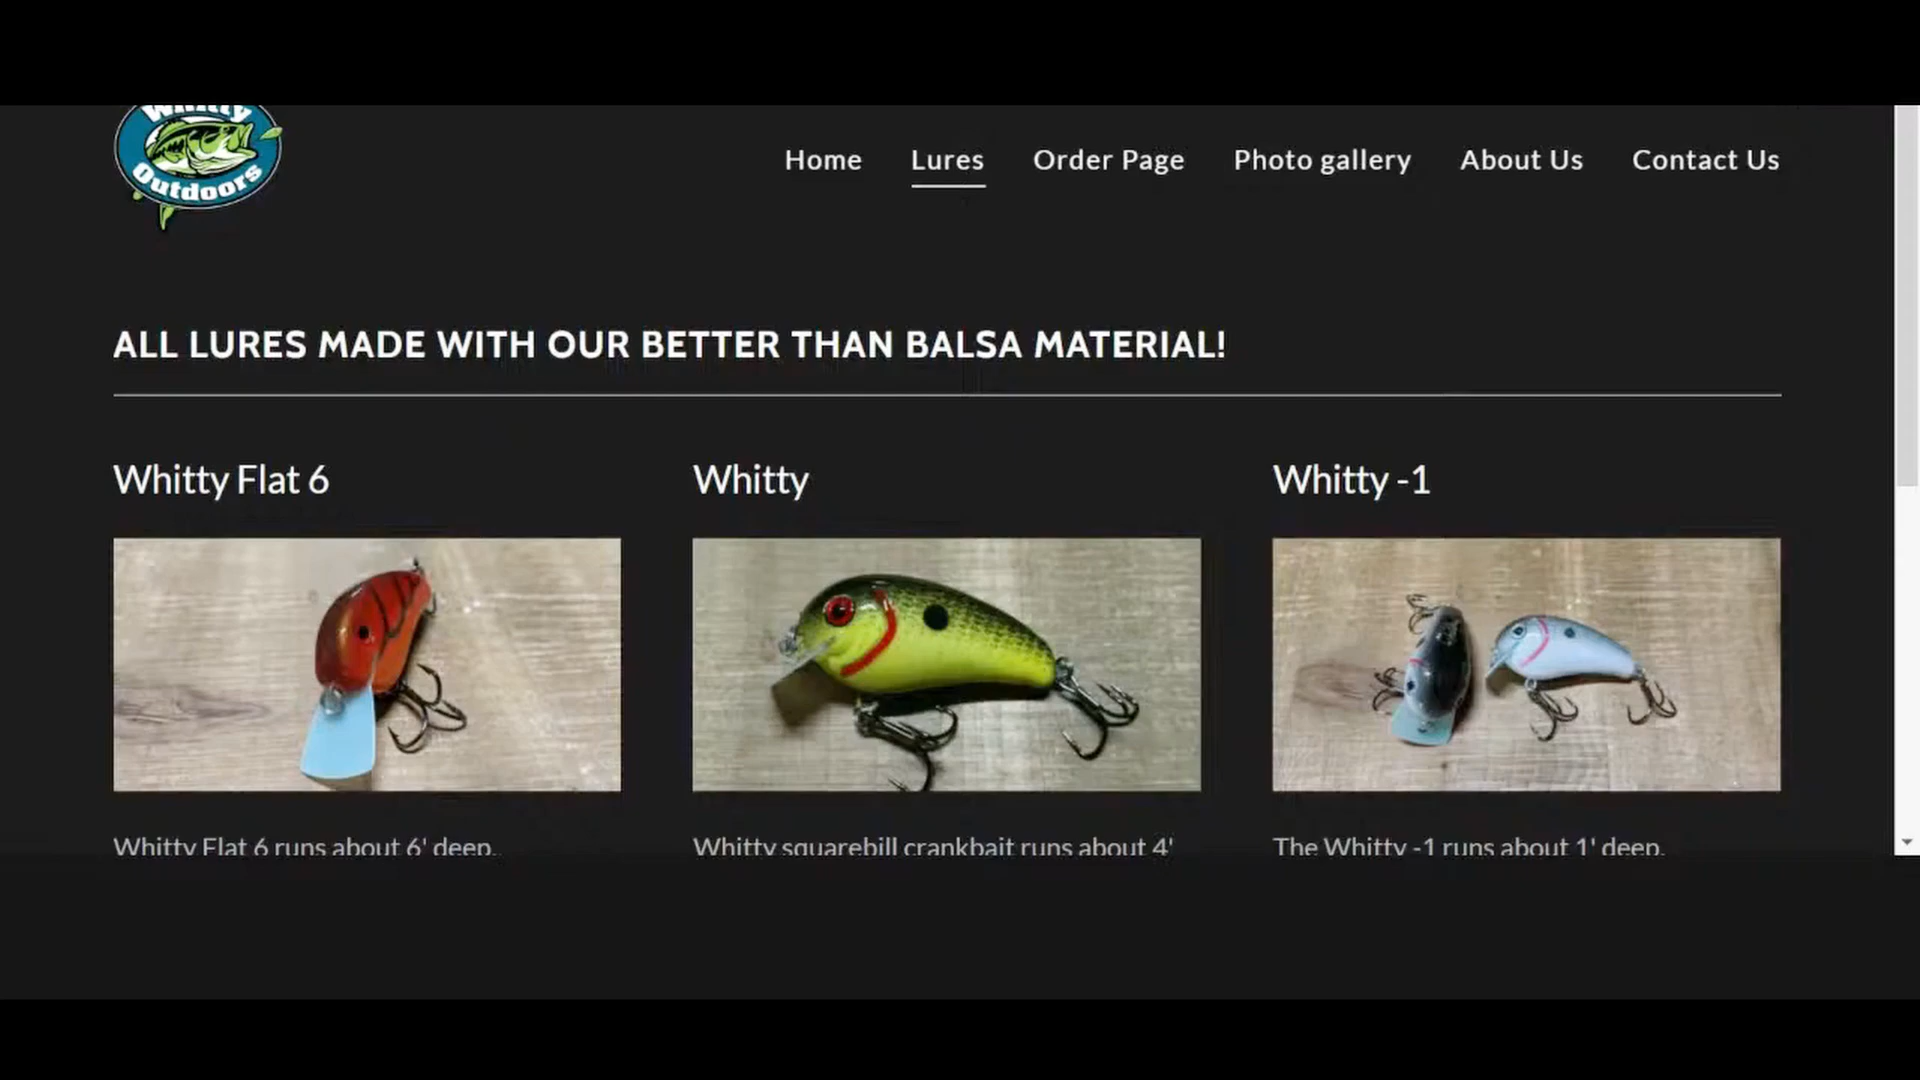 Whitty
Outdoors
Home Lures Order Page Photo gallery About Us Contact Us
ALL LURES MADE WITH OUR BETTER THAN BALSA MATERIAL!
Whitty Flat 6
Whitty
Whitty -1
Whitty Flat 6 runs about 6' deep.
Whitty squarebill crankbait runs about 4'
The Whitty -1 runs about 1' deep.